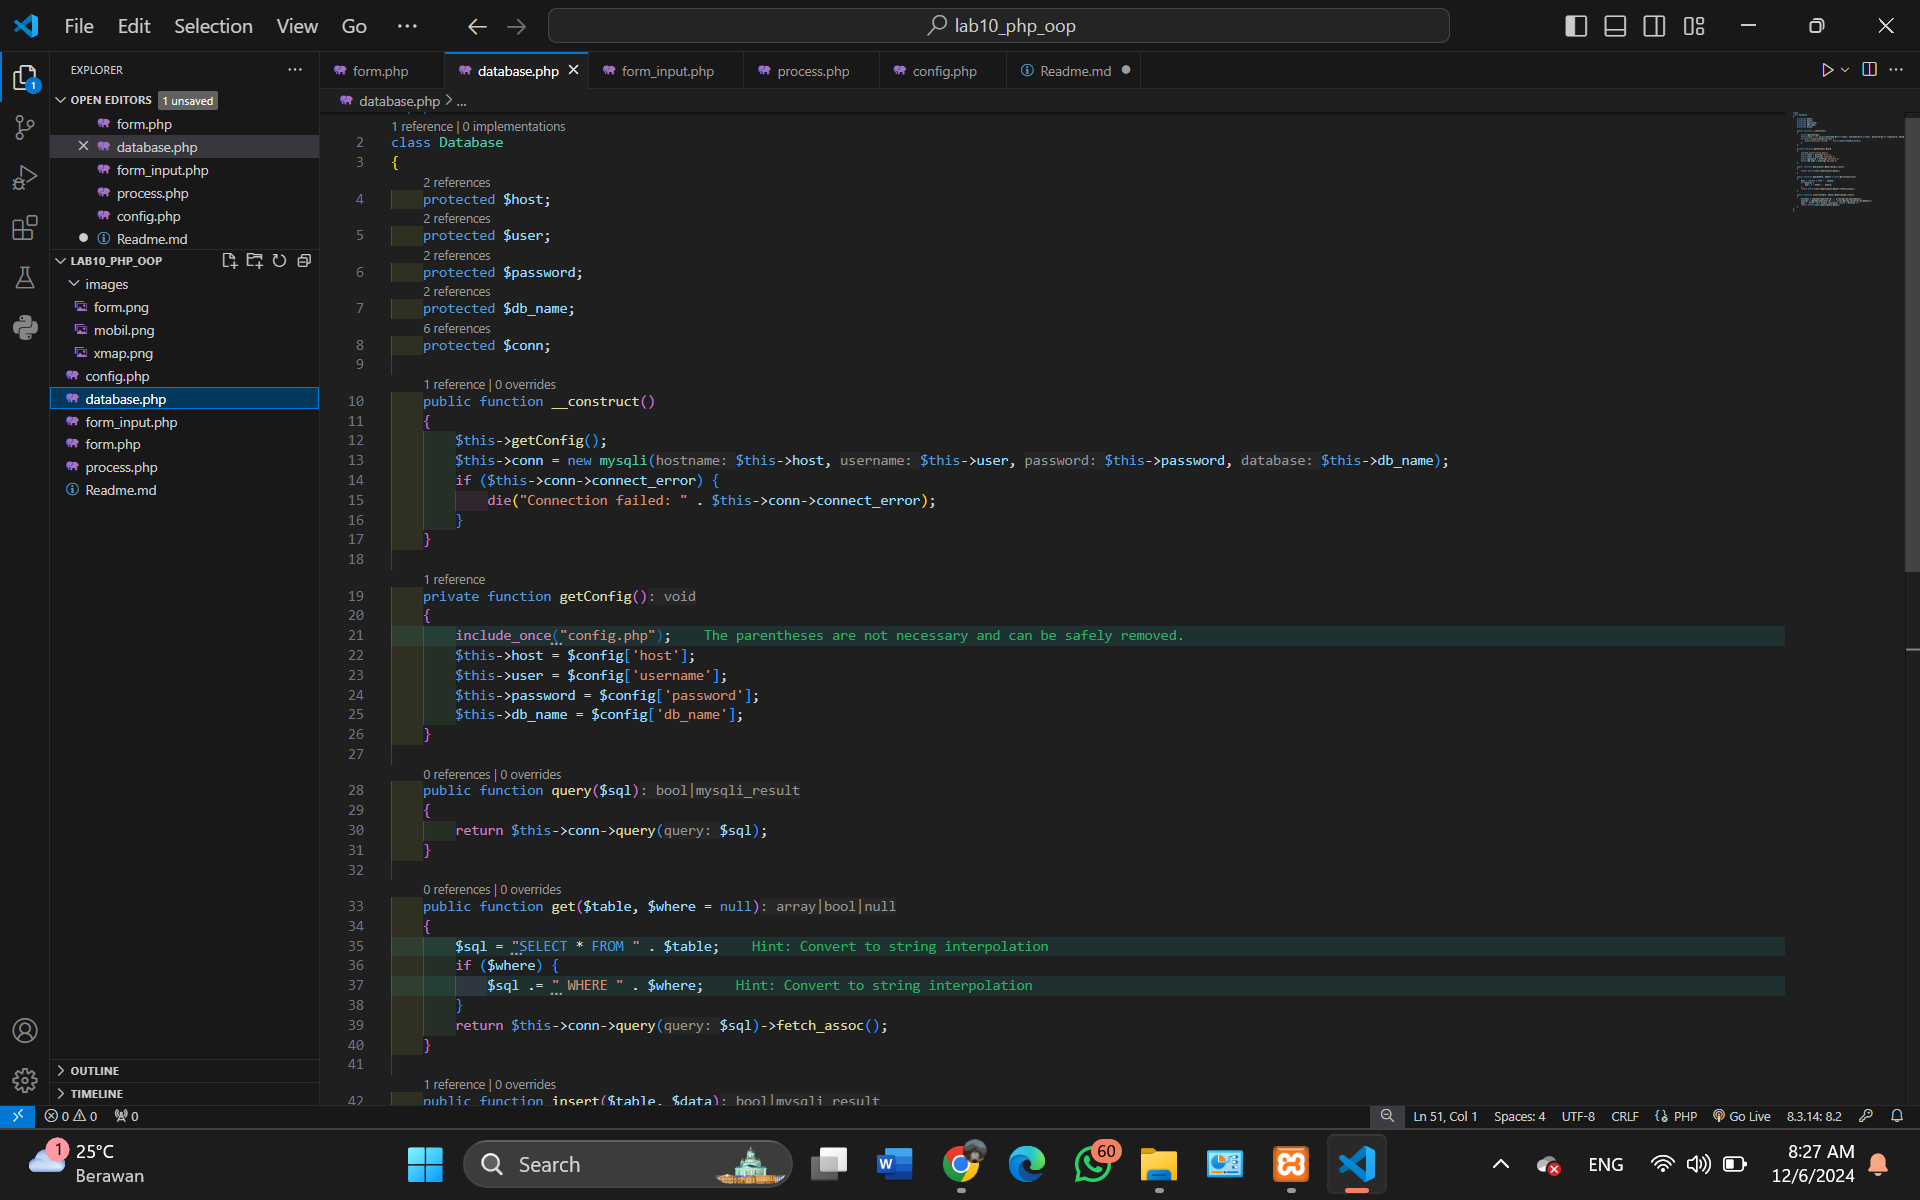 File Edit Selection View Go ...
lab10_php_oop
EXPLORER
OPEN EDITORS 1 unsaved
form.php
database.php
form_input.php
process.php
config.php
Readme.md
LAB10_PHP_OOP
images
form.png
mobil.png
xmap.png
config.php
database.php
form_input.php
form.php
process.php
Readme.md
OUTLINE
TIMELINE
form.php database.php form_input.php process.php config.php Readme.md
database.php > ...
1 reference | 0 implementations
2 class Database
3 {
2 references
4 protected $host;
2 references
5 protected $user;
2 references
6 protected $password;
2 references
7 protected $db_name;
6 references
8 protected $conn;
9
1 reference | 0 overrides
10 public function __construct()
11 {
12 $this->getConfig();
13 $this->conn = new mysqli(hostname: $this->host, username: $this->user, password: $this->password, database: $this->db_name);
14 if ($this->conn->connect_error) {
15 die("Connection failed: " . $this->conn->connect_error);
16 }
17 }
18
1 reference
19 private function getConfig(): void
20 {
21 include_once("config.php"); The parentheses are not necessary and can be safely removed.
22 $this->host = $config['host'];
23 $this->user = $config['username'];
24 $this->password = $config['password'];
25 $this->db_name = $config['db_name'];
26 }
27
0 references | 0 overrides
28 public function query($sql): bool|mysqli_result
29 {
30 return $this->conn->query(query: $sql);
31 }
32
0 references | 0 overrides
33 public function get($table, $where = null): array|bool|null
34 {
35 $sql = "SELECT * FROM " . $table; Hint: Convert to string interpolation
36 if ($where) {
37 $sql .= " WHERE " . $where; Hint: Convert to string interpolation
38 }
39 return $this->conn->query(query: $sql)->fetch_assoc();
40 }
41
1 reference | 0 overrides
42 public function insert($table, $data): bool|mysqli_result
0 0 0
Ln 51, Col 1 Spaces: 4 UTF-8 CRLF PHP Go Live 8.3.14: 8.2
1 25°C
Berawan
Search
60
ENG
8:27 AM
12/6/2024